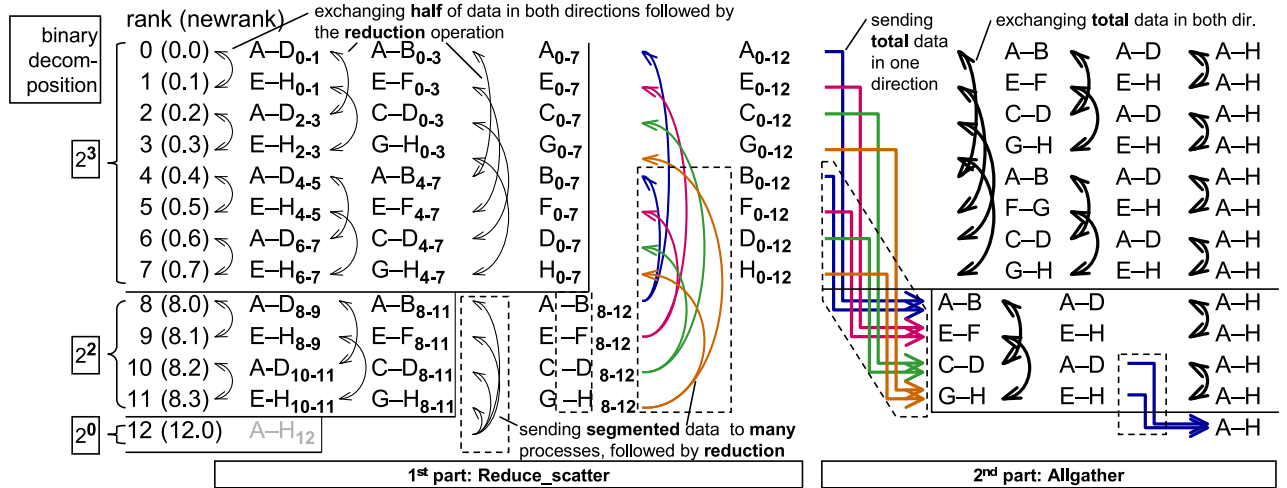 rank (newrank)
exchanging half of data in both directions followed by
the reduction operation
sending
total data
in one
direction
exchanging total data in both dir.
binary
decom-
position
0 (0.0) A–D0-1 A–B0-3 A0-7 A0-12 A–B A–D A–H
1 (0.1) E–H0-1 E–F0-3 E0-7 E0-12 E–F E–H A–H
2 (0.2) A–D2-3 C–D0-3 C0-7 C0-12 C–D A–D A–H
3 (0.3) E–H2-3 G–H0-3 G0-7 G0-12 G–H E–H A–H
2³
4 (0.4) A–D4-5 A–B4-7 B0-7 B0-12 A–B A–D A–H
5 (0.5) E–H4-5 E–F4-7 F0-7 F0-12 F–G E–H A–H
6 (0.6) A–D6-7 C–D4-7 D0-7 D0-12 C–D A–D A–H
7 (0.7) E–H6-7 G–H4-7 H0-7 H0-12 G–H E–H A–H
8 (8.0) A–D8-9 A–B8-11 A–B8-12 A–B A–D A–H
9 (8.1) E–H8-9 E–F8-11 E–F8-12 E–F E–H A–H
2²
10 (8.2) A-D10-11 C–D8-11 C–D8-12 C–D A–D A–H
11 (8.3) E-H10-11 G–H8-11 G–H8-12 G–H E–H A–H
2⁰
12 (12.0) A–H12 A–H
sending segmented data to many
processes, followed by reduction
1st part: Reduce_scatter
2nd part: Allgather